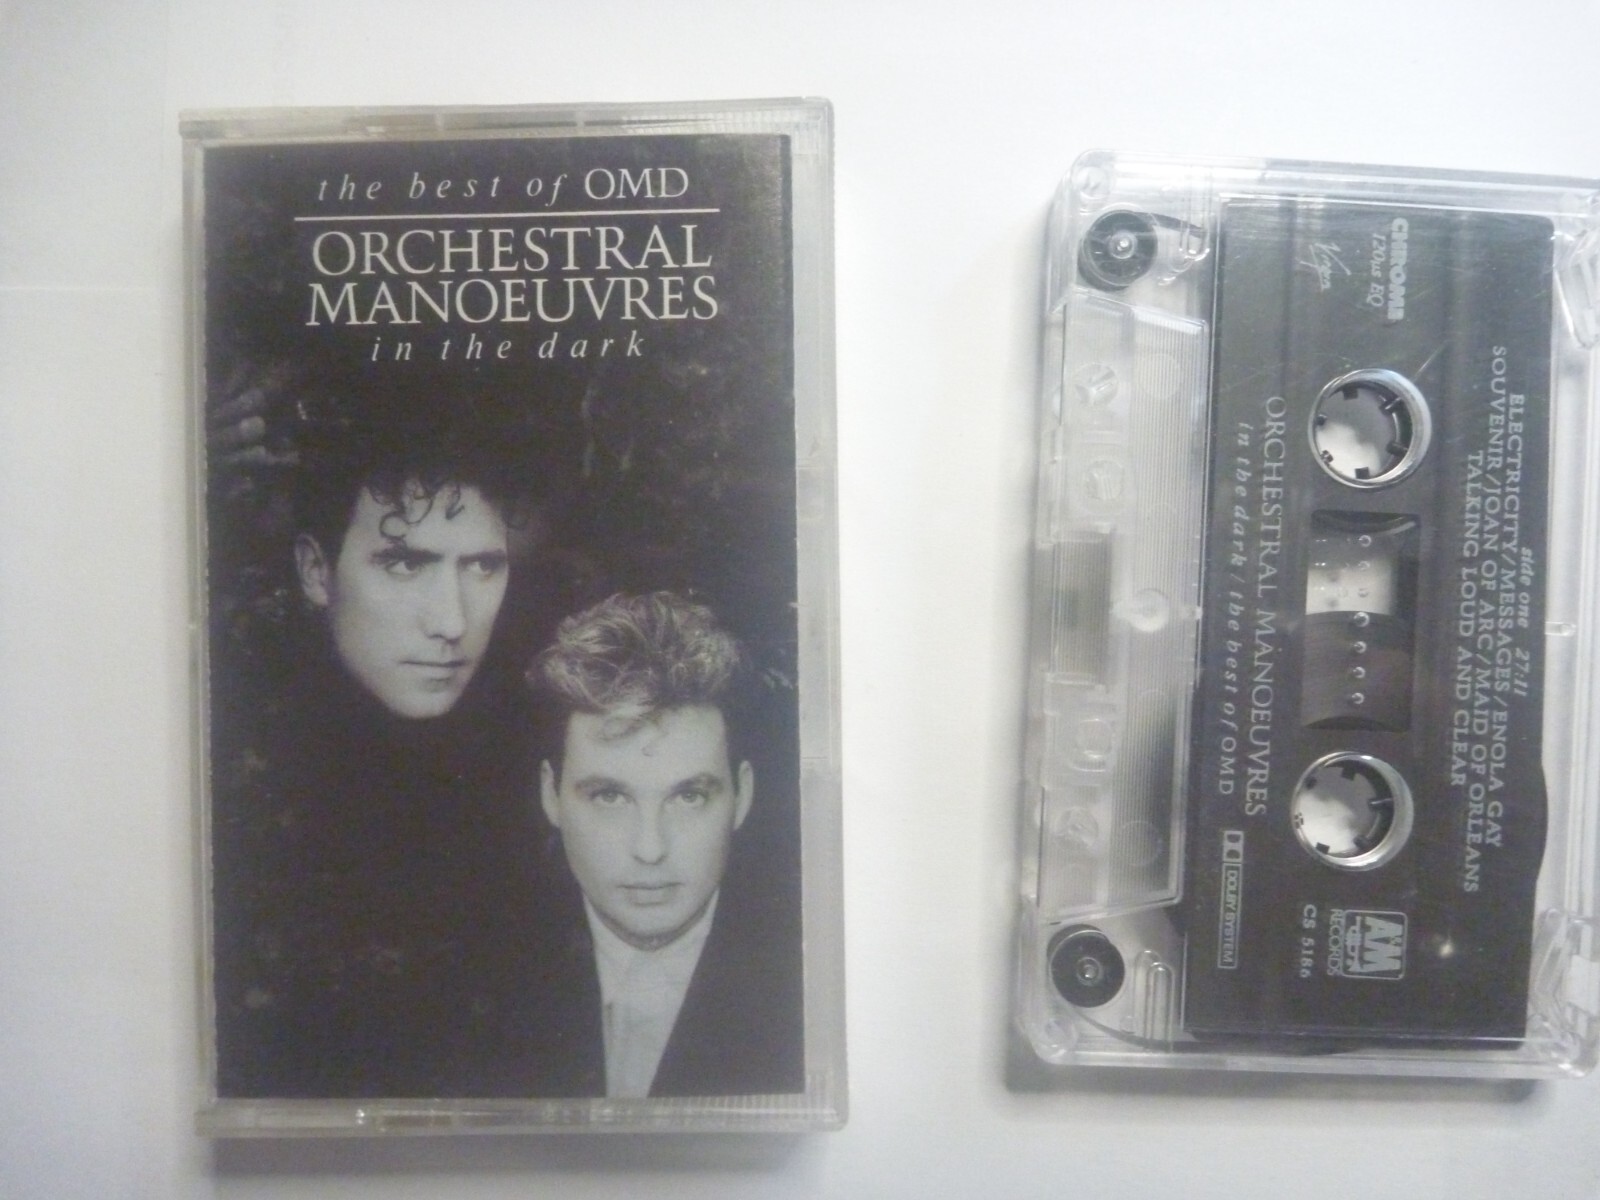 the best of OMD
ORCHESTRAL
MANOEUVRES
in the dark
side one 27:11
ELECTRICITY/MESSAGES/ENOLA GAY
SOUVENIR/JOAN OF ARC/MAID OF ORLEANS
TALKING LOUD AND CLEAR
CHROME
120us EQ
Virgin
A&M
RECORDS
CS 5186
ORCHESTRAL MANOEUVRES
in the dark / the best of OMD
DOLBY SYSTEM